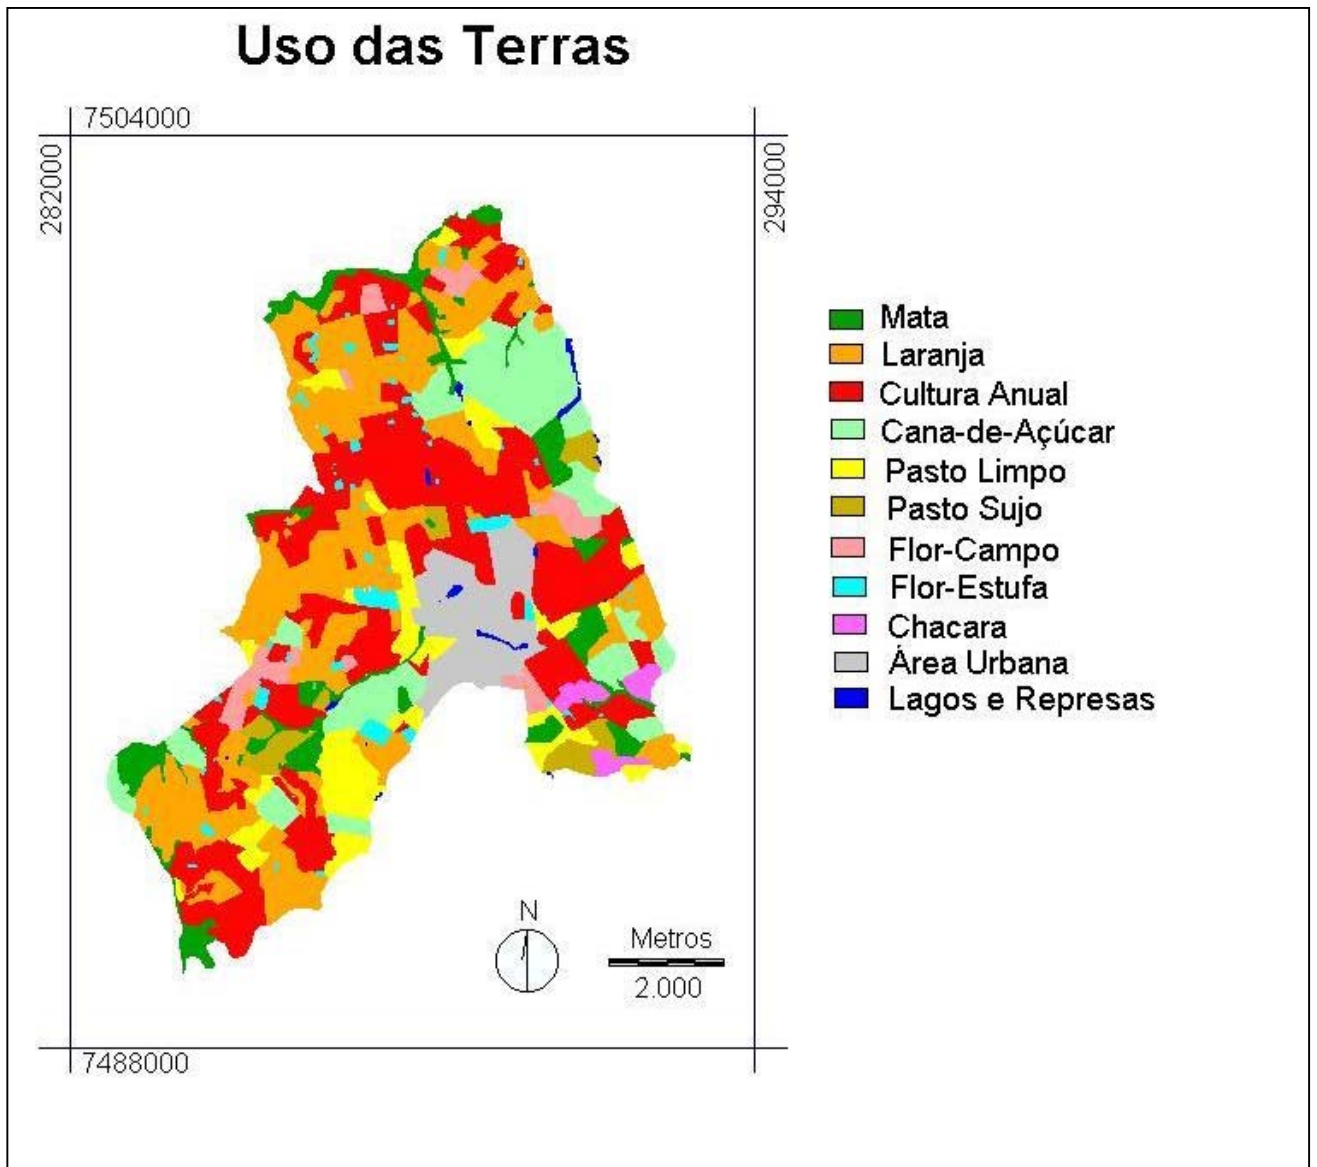 Uso das Terras
7504000
282000
294000
Mata
Laranja
Cultura Anual
Cana-de-Açúcar
Pasto Limpo
Pasto Sujo
Flor-Campo
Flor-Estufa
Chacara
Área Urbana
Lagos e Represas
N
Metros
2.000
7488000